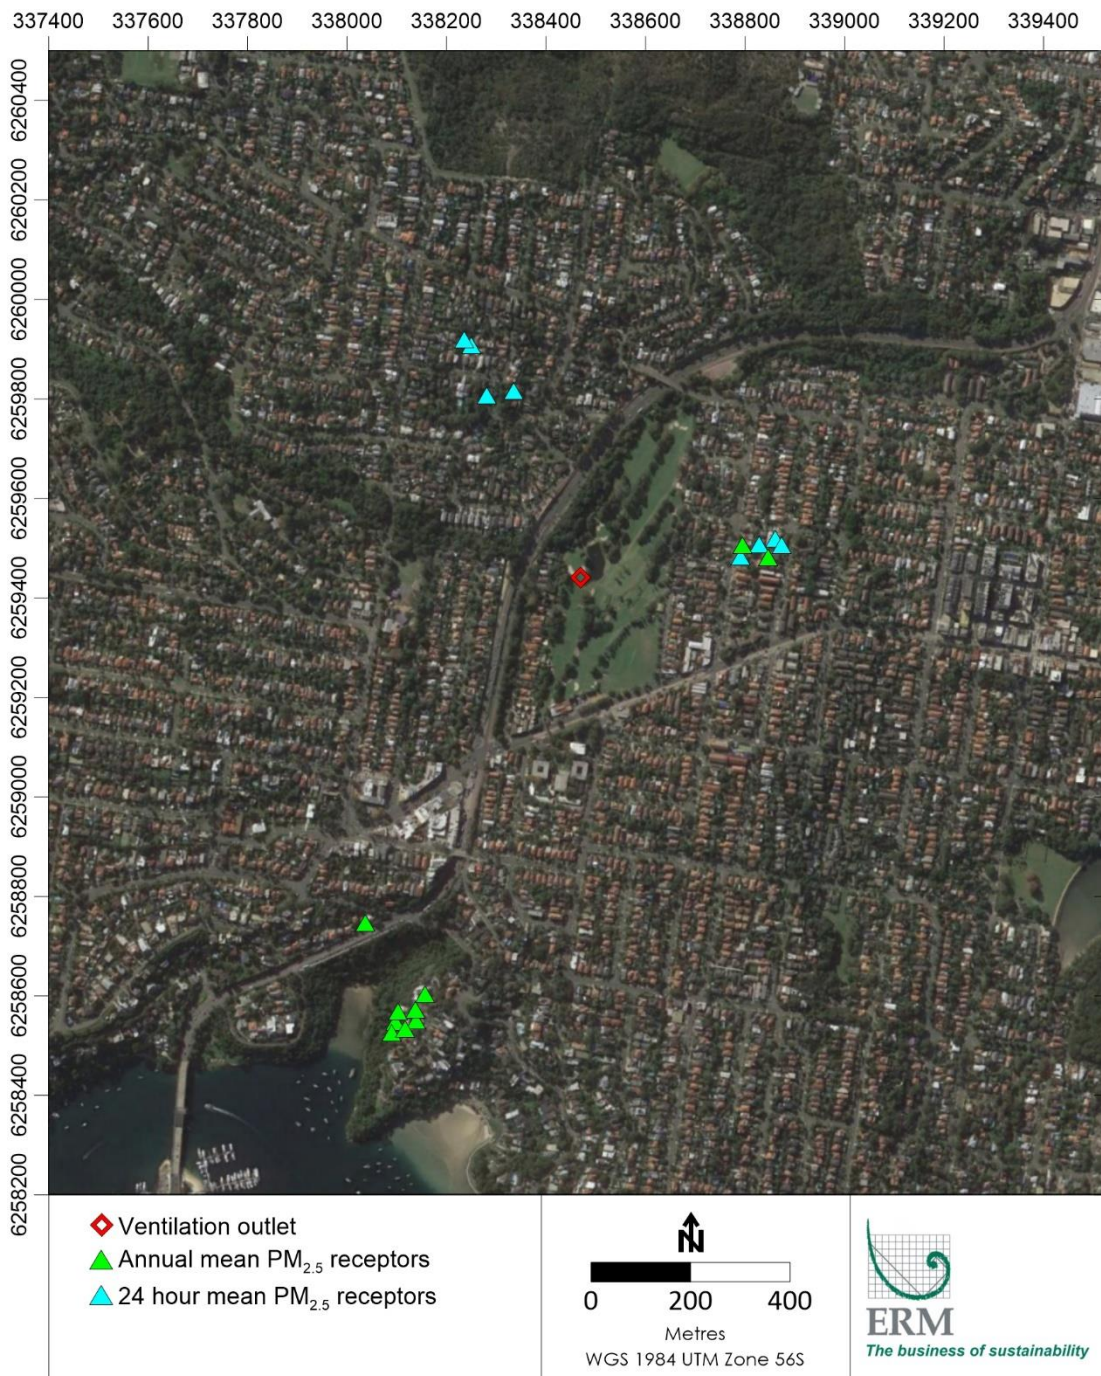 337400 337600 337800 338000 338200 338400 338600 338800 339000 339200 339400
6260400
6260200
6260000
6259800
6259600
6259400
6259200
6259000
6258800
6258600
6258400
6258200
Ventilation outlet
Annual mean PM2.5 receptors
24 hour mean PM2.5 receptors
N
0 200 400
Metres
WGS 1984 UTM Zone 56S
ERM
The business of sustainability